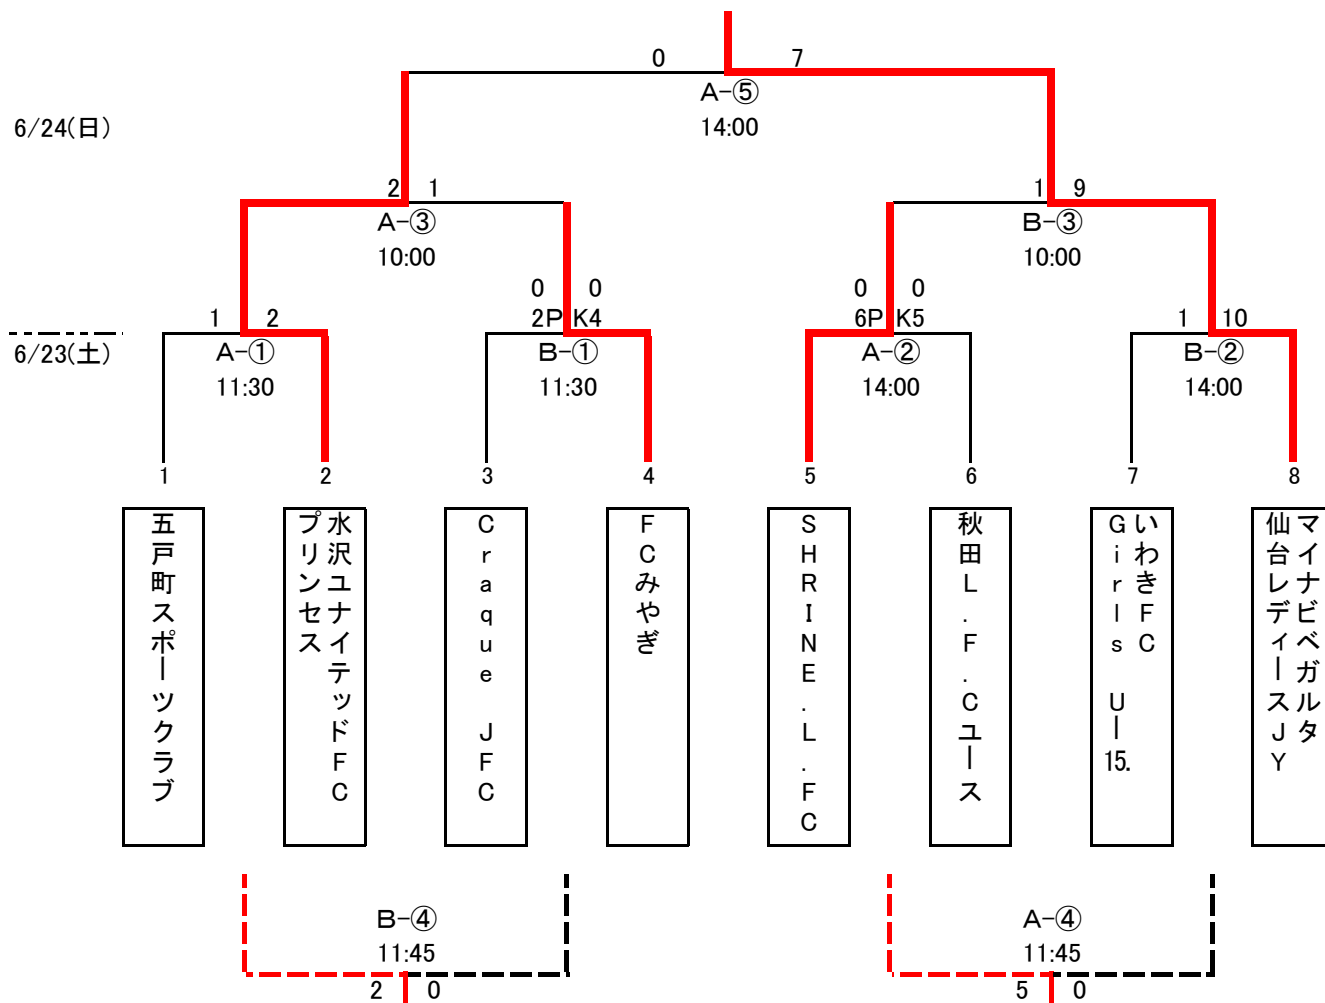 0 7
A-⑤
6/24(日)
14:00
2 1
1 9
A-③
B-③
10:00
10:00
0 0
0 0
1 2
2P K4
6P K5
1 10
6/23(土)
A-①
B-①
A-②
B-②
11:30
11:30
14:00
14:00
1 2 3 4 5 6 7 8
五戸町スポーツクラブ
水沢ユナイテッドFC
プリンセス
Craque JFC
FCみやぎ
SHRINE.L.FC
秋田L.F.Cユース
いわきFC
Girls U-15.
マイナビベガルタ
仙台レディースJY
B-④
A-④
11:45
11:45
2 0
5 0